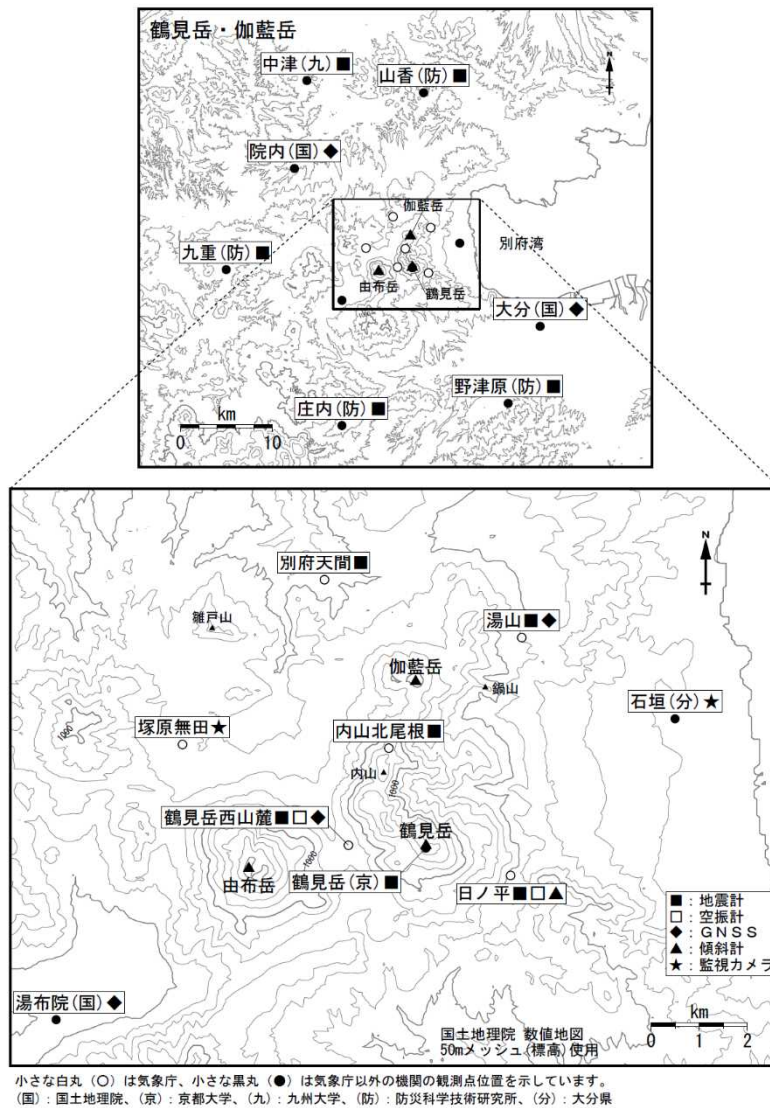 鶴見岳・伽藍岳
中津(九)■
山香(防)■
N
院内(国)◆
伽藍岳
九重(防)■
別府湾
由布岳
鶴見岳
大分(国)◆
野津原(防)■
庄内(防)■
km
0 10
別府天間■
N
雛戸山
湯山■◆
伽藍岳
鍋山
石垣(分)★
塚原無田★
内山北尾根■
1000
内山
1000
鶴見岳西山麓■□◆
鶴見岳
1000
由布岳
鶴見岳(京)■
日ノ平■□▲
■:地震計
□:空振計
◆:GNSS
▲:傾斜計
★:監視カメラ
湯布院(国)◆
km
0 1 2
国土地理院 数値地図
50mメッシュ(標高)使用
小さな白丸(○)は気象庁、小さな黒丸(●)は気象庁以外の機関の観測点位置を示しています。
(国):国土地理院、(京):京都大学、(九):九州大学、(防):防災科学技術研究所、(分):大分県